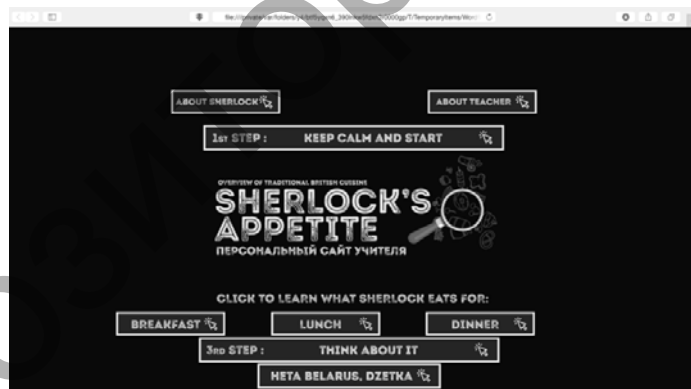 ABOUT SHERLOCK
ABOUT TEACHER
1ST STEP : KEEP CALM AND START
OVERVIEW OF TRADITIONAL BRITISH CUISINE
SHERLOCK'S
APPETITE
ПЕРСОНАЛЬНЫЙ САЙТ УЧИТЕЛЯ
CLICK TO LEARN WHAT SHERLOCK EATS FOR:
BREAKFAST
LUNCH
DINNER
3RD STEP : THINK ABOUT IT
HETA BELARUS, DZETKA